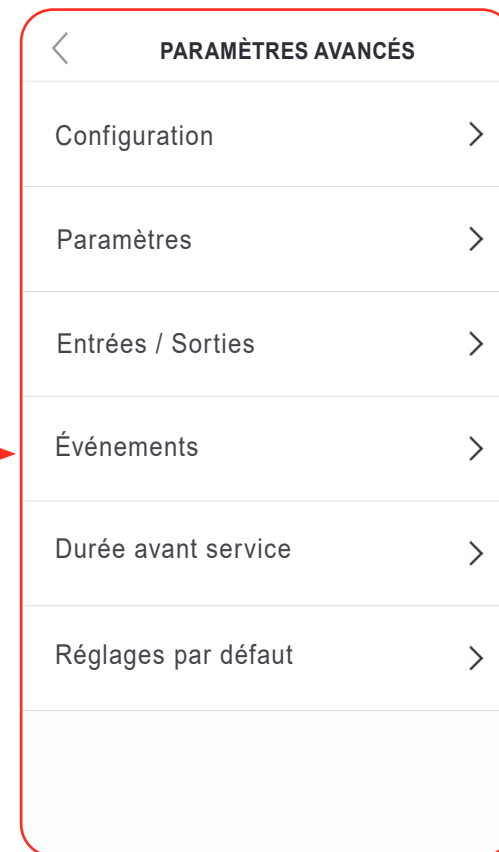 PARAMÈTRES AVANCÉS
Configuration
Paramètres
Entrées / Sorties
Événements
Durée avant service
Réglages par défaut